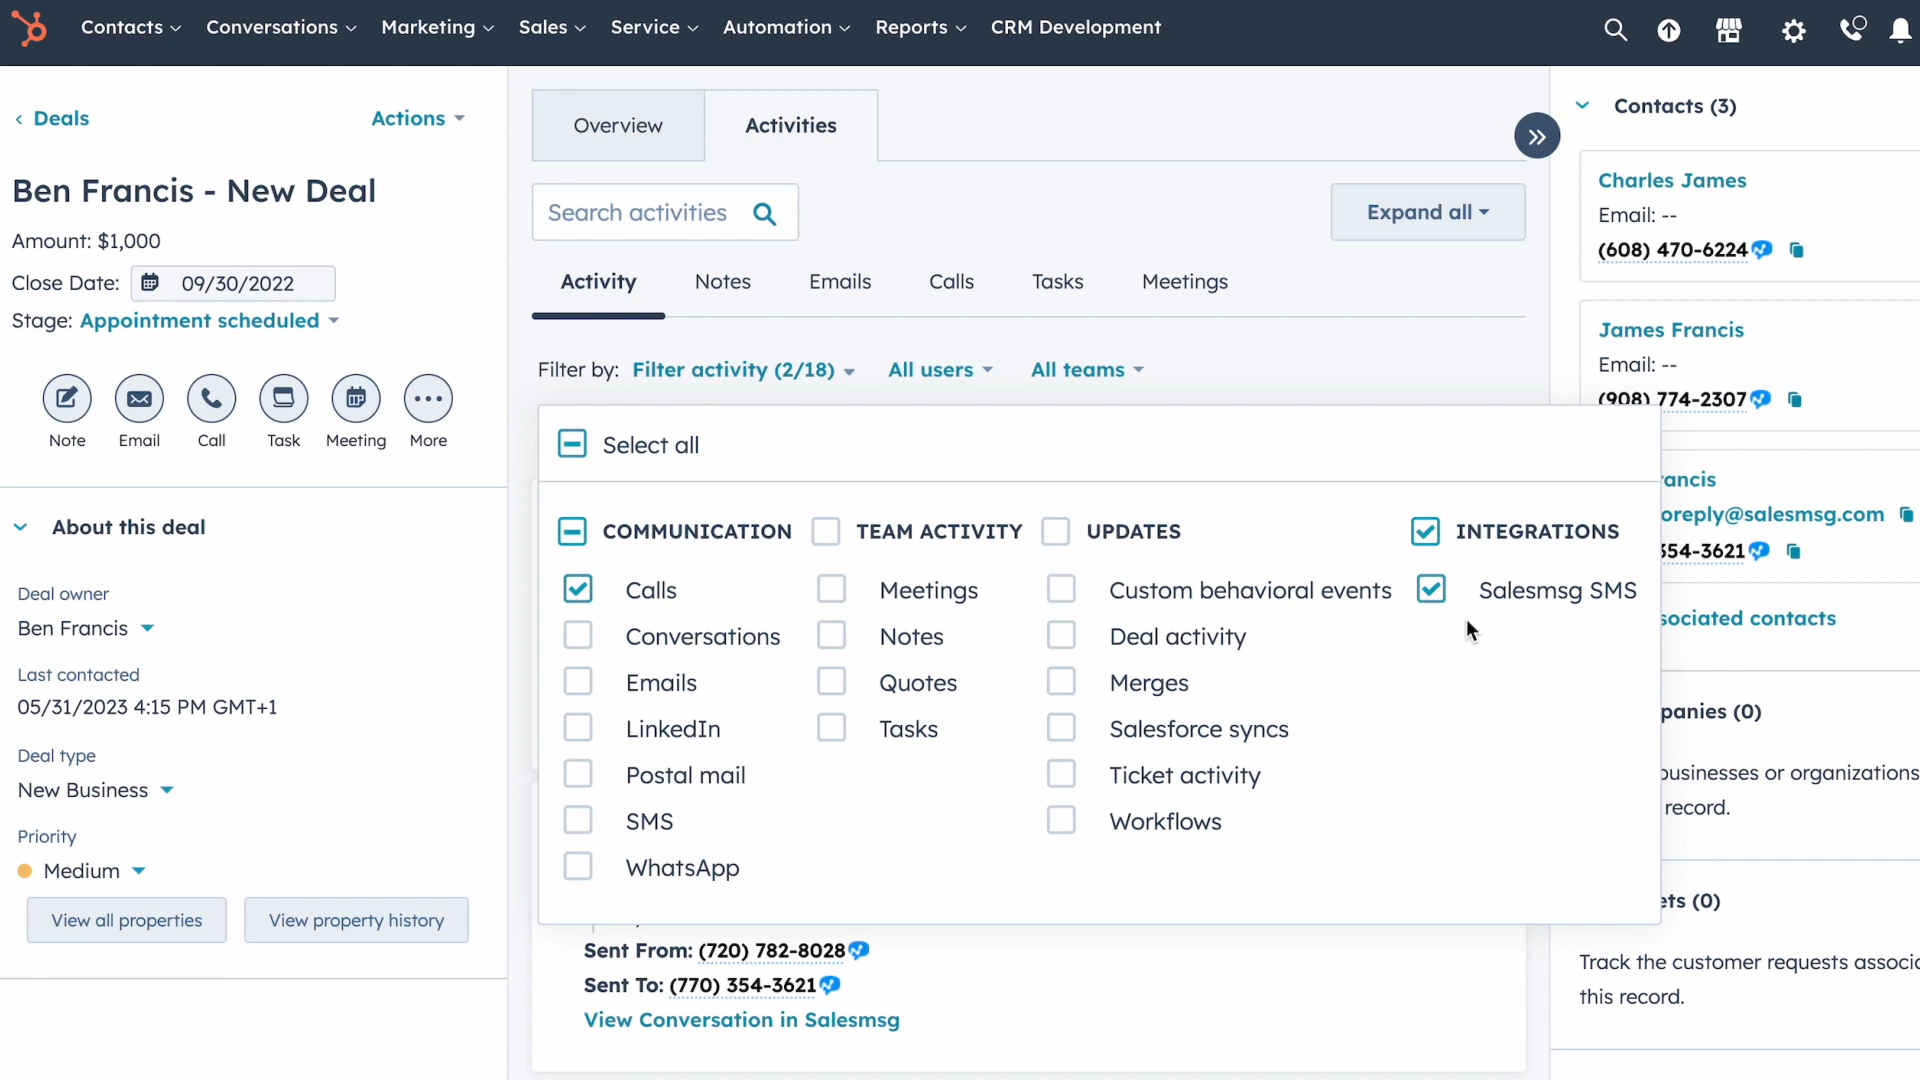 Contacts Conversations Marketing Sales Service Automation Reports CRM Development
Deals
Actions
Ben Francis - New Deal
Amount: $1,000
Close Date: 09/30/2022
Stage: Appointment scheduled
Note Email Call Task Meeting More
About this deal
Deal owner
Ben Francis
Last contacted
05/31/2023 4:15 PM GMT+1
Deal type
New Business
Priority
Medium
View all properties View property history
Overview Activities
Search activities
Expand all
Activity Notes Emails Calls Tasks Meetings
Filter by: Filter activity (2/18) All users All teams
Select all
COMMUNICATION TEAM ACTIVITY UPDATES INTEGRATIONS
Calls Meetings Custom behavioral events Salesmsg SMS
Conversations Notes Deal activity
Emails Quotes Merges
LinkedIn Tasks Salesforce syncs
Postal mail Ticket activity
SMS Workflows
WhatsApp
Sent From: (720) 782-8028
Sent To: (770) 354-3621
View Conversation in Salesmsg
Contacts (3)
Charles James
Email: --
(608) 470-6224
James Francis
Email: --
(908) 774-2307
ancis
oreply@salesmsg.com
354-3621
sociated contacts
panies (0)
businesses or organizations
record.
ets (0)
Track the customer requests associ
this record.